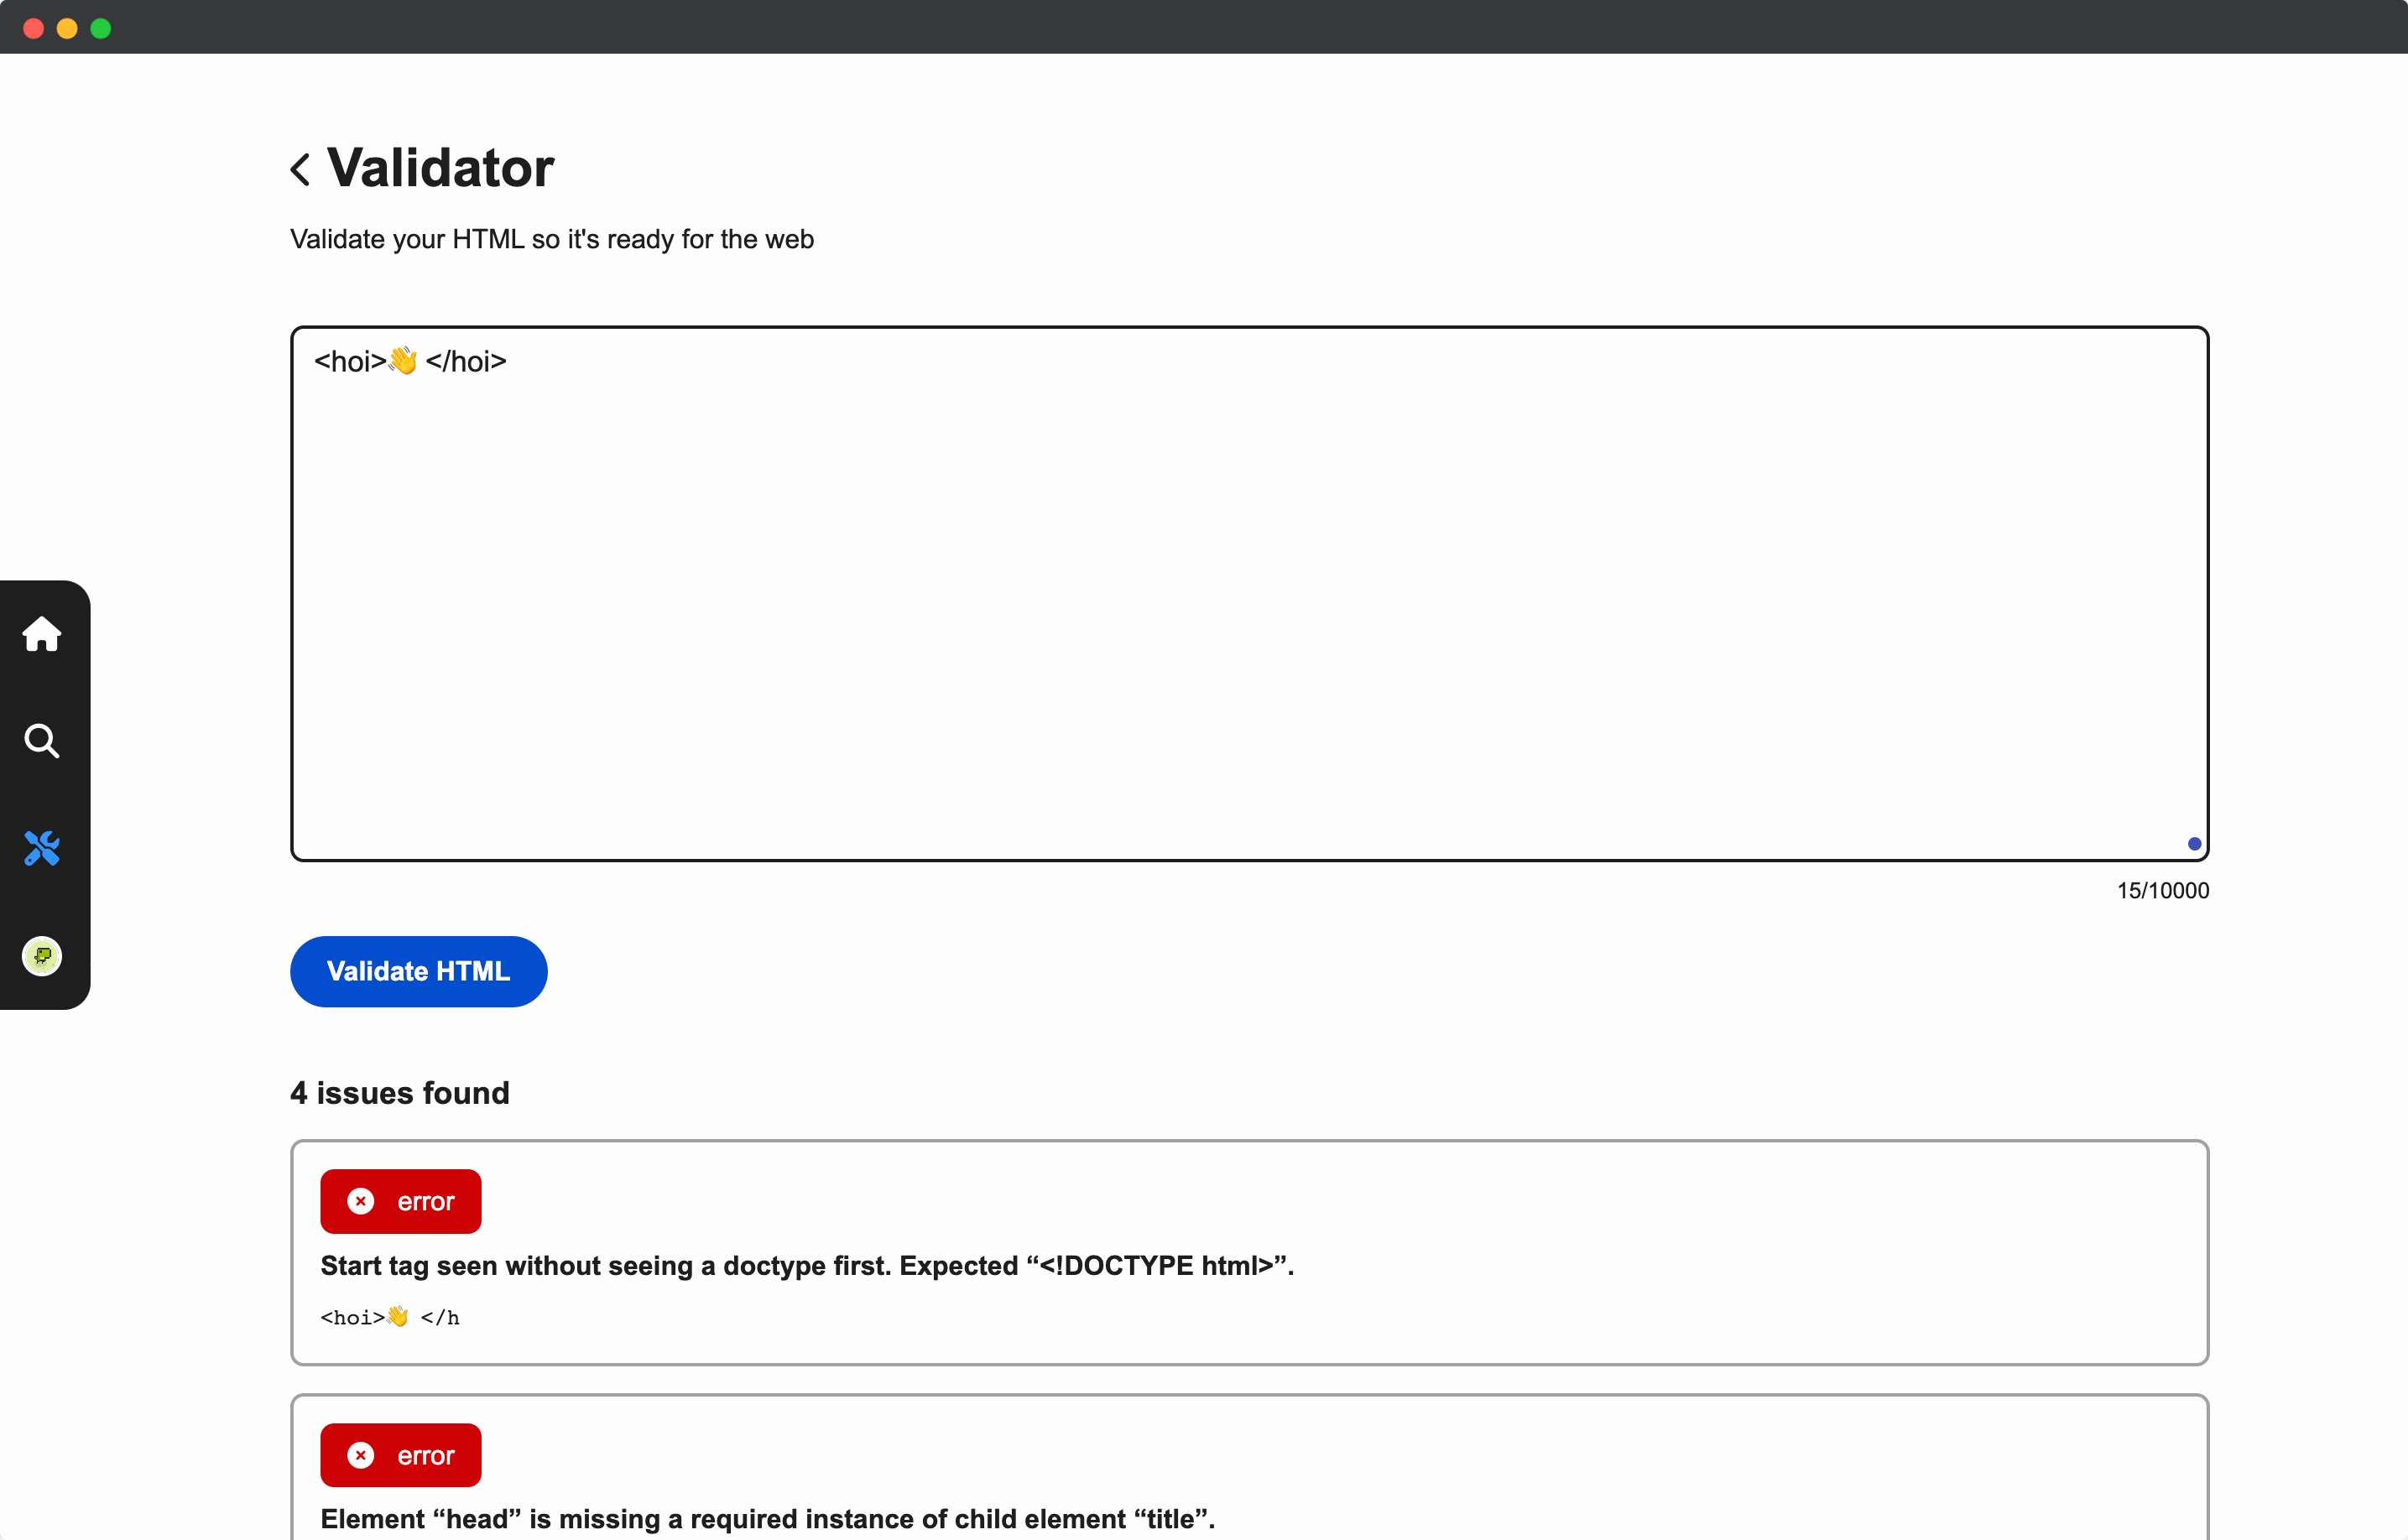 Validator
Validate your HTML so it's ready for the web
<hoi>👋 </hoi>
15/10000
Validate HTML
4 issues found
error
Start tag seen without seeing a doctype first. Expected “<!DOCTYPE html>”.
<hoi>👋 </h
error
Element “head” is missing a required instance of child element “title”.